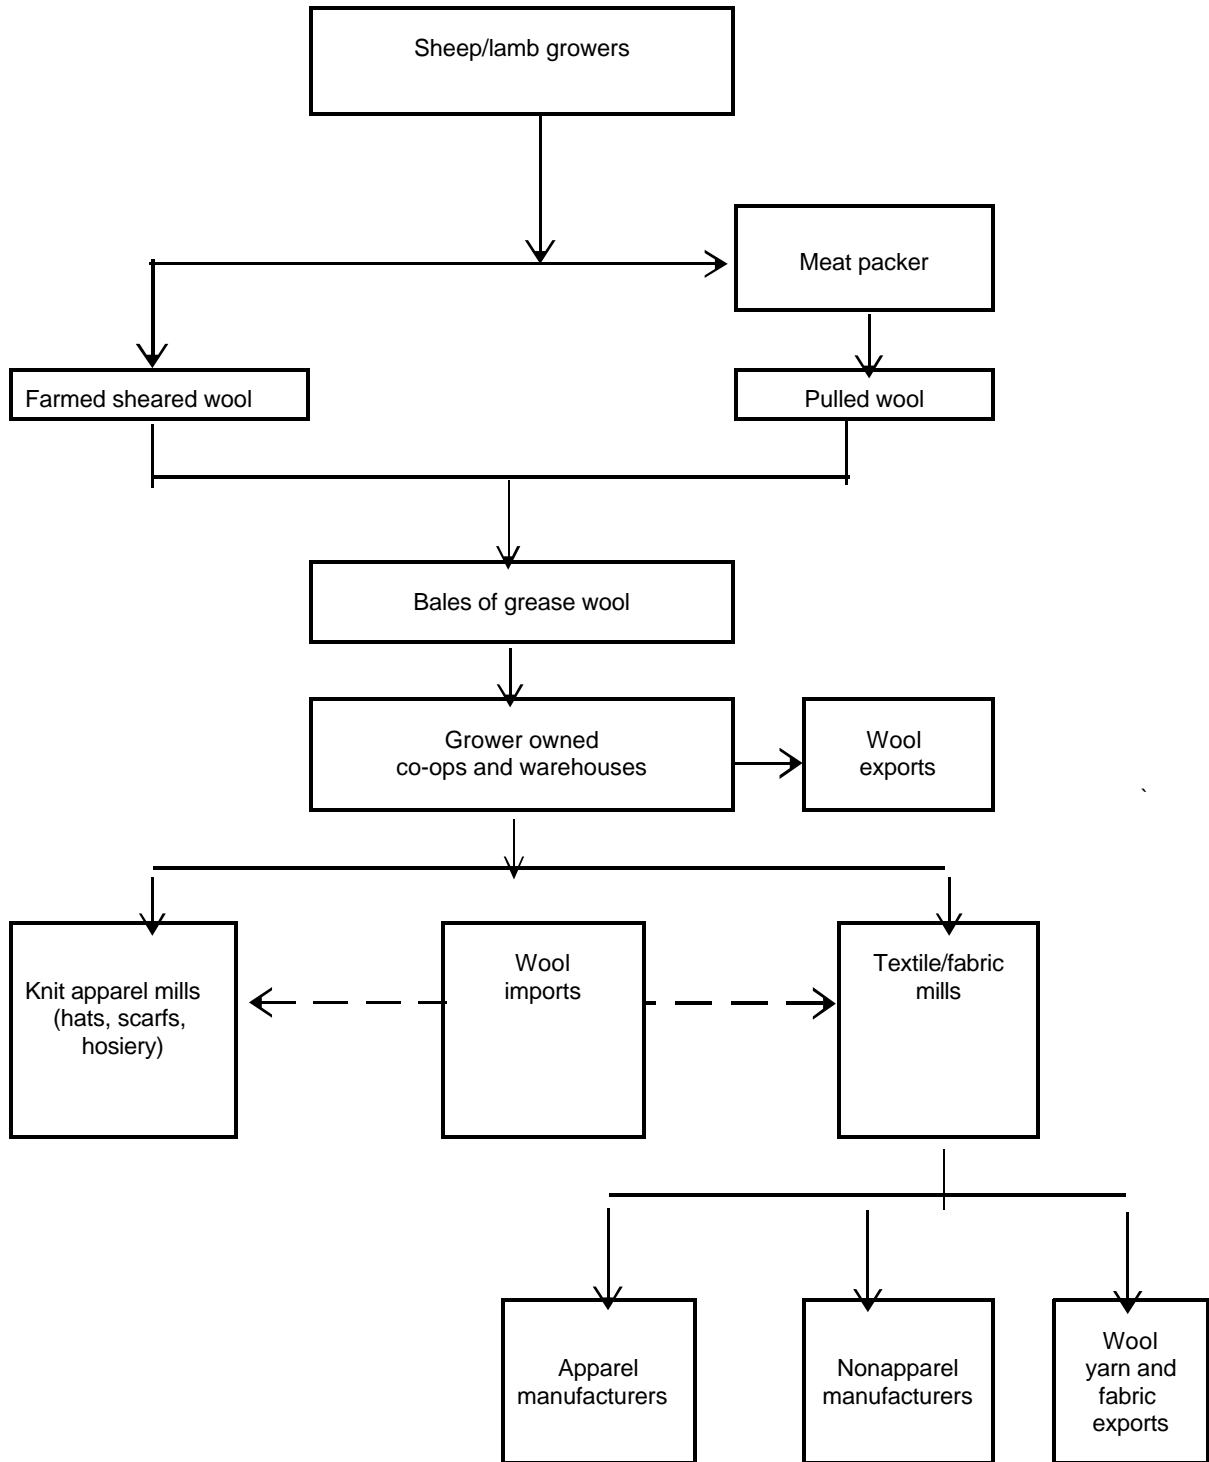 Sheep/lamb growers
Meat packer
Farmed sheared wool
Pulled wool
Bales of grease wool
Grower owned
co-ops and warehouses
Wool
exports
`
Knit apparel mills
(hats, scarfs,
hosiery)
Wool
imports
Textile/fabric
mills
Apparel
manufacturers
Nonapparel
manufacturers
Wool
yarn and
fabric
exports